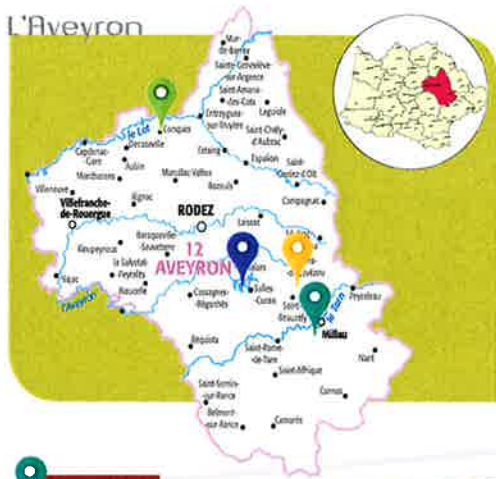 L'Aveyron
Mur-
de-Barrez
Sainte-Geneviève-
sur-Argence
Saint-Amans-
des-Cots
Laguiole
Entraygues-
sur-Truyère
Saint-Chély-
d'Aubrac
le Lot
Conques
Decazeville
Capdenac-
Gare
Aubin
Estaing
Espalion
Saint-
Geniez d'Olt
Montbazens
Marcillac-Vallon
Bozouls
Villeneuve
Rignac
Campagnac
Villefranche-
de-Rouergue
RODEZ
Laissac
Baraqueville-
Sauveterre
Rieupeyroux
12
AVEYRON
la Salvetat-
Peyralès
Najac
Naucelle
l'Aveyron
Cassagnes-
Bégonhès
Salles-
Curan
Saint-
Beauzély
le Tarn
Peyreleau
Millau
Réquista
Saint-Rome-
de-Tarn
Nant
Saint-Affrique
Saint-Sernin-
sur-Rance
Cornus
Belmont-
sur-Rance
Camarès